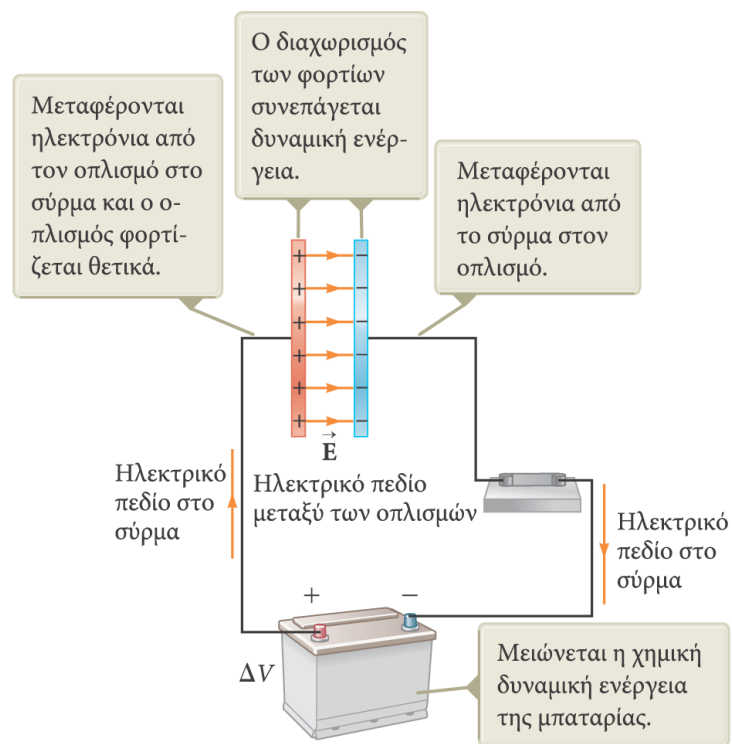 Ο διαχωρισμός
των φορτίων
συνεπάγεται
δυναμική ενέρ-
γεια.
Μεταφέρονται
ηλεκτρόνια από
τον οπλισμό στο
σύρμα και ο ο-
πλισμός φορτί-
ζεται θετικά.
Μεταφέρονται
ηλεκτρόνια από
το σύρμα στον
οπλισμό.
+ −
+ −
+ −
+ −
+ −
+ −
E
Ηλεκτρικό
πεδίο στο
σύρμα
Ηλεκτρικό πεδίο
μεταξύ των οπλισμών
Ηλεκτρικό
πεδίο στο
σύρμα
+ −
ΔV
Μειώνεται η χημική
δυναμική ενέργεια
της μπαταρίας.